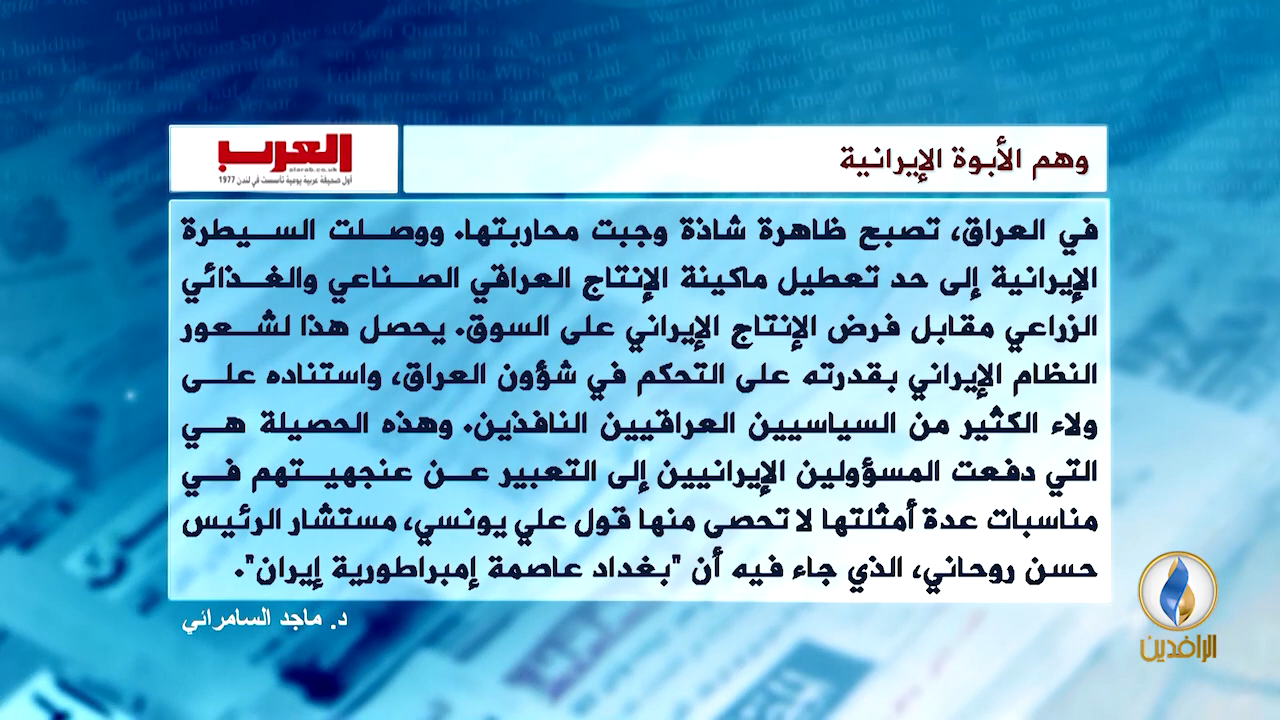 العرب
alarab.co.uk
أول صحيفة عربية يومية تأسست في لندن 1977
وهم الأبوة الإيرانية
في العراق، تصبح ظاهرة شاذة وجبت محاربتها. ووصلت السيطرة
الإيرانية إلى حد تعطيل ماكينة الإنتاج العراقي الصناعي والغذائي
الزراعي مقابل فرض الإنتاج الإيراني على السوق. يحصل هذا لشعور
النظام الإيراني بقدرته على التحكم في شؤون العراق، واستناده على
ولاء الكثير من السياسيين العراقيين النافذين. وهذه الحصيلة هي
التي دفعت المسؤولين الإيرانيين إلى التعبير عن عنجهيتهم في
مناسبات عدة أمثلتها لا تحصى منها قول علي يونسي، مستشار الرئيس
حسن روحاني، الذي جاء فيه أن "بغداد عاصمة إمبراطورية إيران".
د. ماجد السامرائي
الرافدين